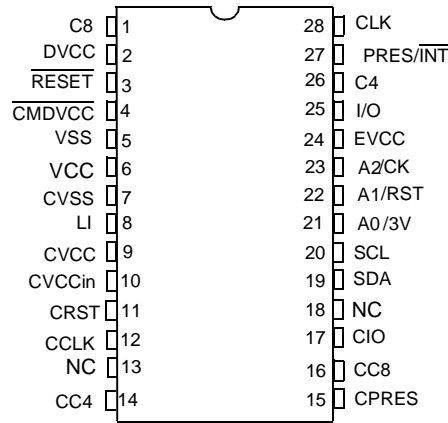 C8 1 28 CLK
DVCC 2 27 PRES/INT
RESET 3 26 C4
CMDVCC 4 25 I/O
VSS 5 24 EVCC
VCC 6 23 A2/CK
CVSS 7 22 A1/RST
LI 8 21 A0/3V
CVCC 9 20 SCL
CVCCin 10 19 SDA
CRST 11 18 NC
CCLK 12 17 CIO
NC 13 16 CC8
CC4 14 15 CPRES